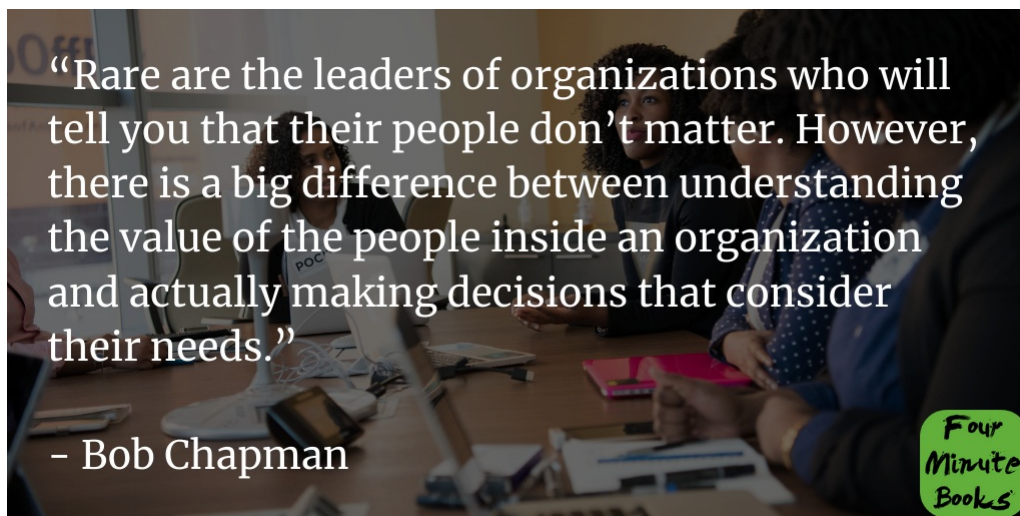 Off
“Rare are the leaders of organizations who will
tell you that their people don’t matter. However,
there is a big difference between understanding
the value of the people inside an organization
and actually making decisions that consider
their needs.”
- Bob Chapman
Four
Minute
Books